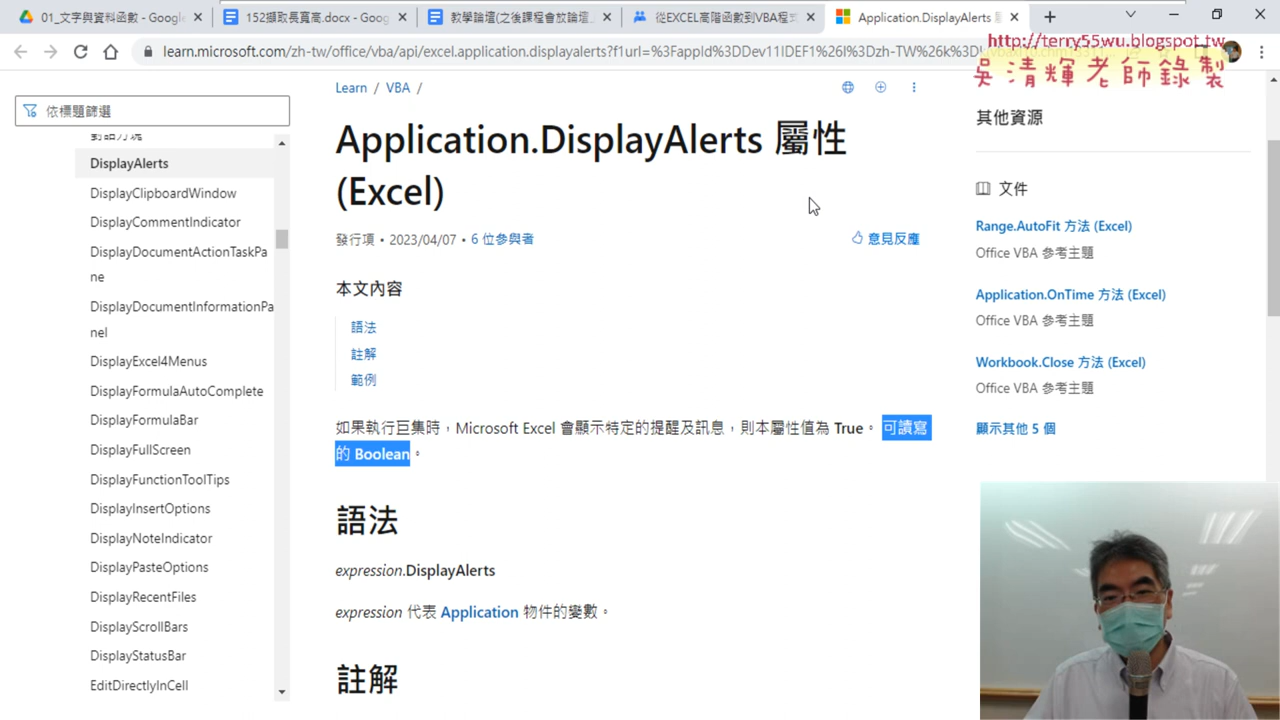 01_文字與資料函數 - Google
152擷取長寬高.docx - Goog
教學論壇(之後課程會放論壇_
從EXCEL高階函數到VBA程式
Application.DisplayAlerts 屬
learn.microsoft.com/zh-tw/office/vba/api/excel.application.displayalerts?f1url=%3FappId%3DDev11IDEF1%26l%3Dzh-TW%26k%3D
http://terry55wu.blogspot.tw
吳清輝老師錄製
依標題篩選
對話方塊
DisplayAlerts
DisplayClipboardWindow
DisplayCommentIndicator
DisplayDocumentActionTaskPa
ne
DisplayDocumentInformationPa
nel
DisplayExcel4Menus
DisplayFormulaAutoComplete
DisplayFormulaBar
DisplayFullScreen
DisplayFunctionToolTips
DisplayInsertOptions
DisplayNoteIndicator
DisplayPasteOptions
DisplayRecentFiles
DisplayScrollBars
DisplayStatusBar
EditDirectlyInCell
Learn / VBA /
Application.DisplayAlerts 屬性
(Excel)
發行項 • 2023/04/07 • 6 位參與者
意見反應
本文內容
語法
註解
範例
如果執行巨集時，Microsoft Excel 會顯示特定的提醒及訊息，則本屬性值為 True。 可讀寫
的 Boolean。
語法
expression.DisplayAlerts
expression 代表 Application 物件的變數。
註解
其他資源
文件
Range.AutoFit 方法 (Excel)
Office VBA 參考主題
Application.OnTime 方法 (Excel)
Office VBA 參考主題
Workbook.Close 方法 (Excel)
Office VBA 參考主題
顯示其他 5 個